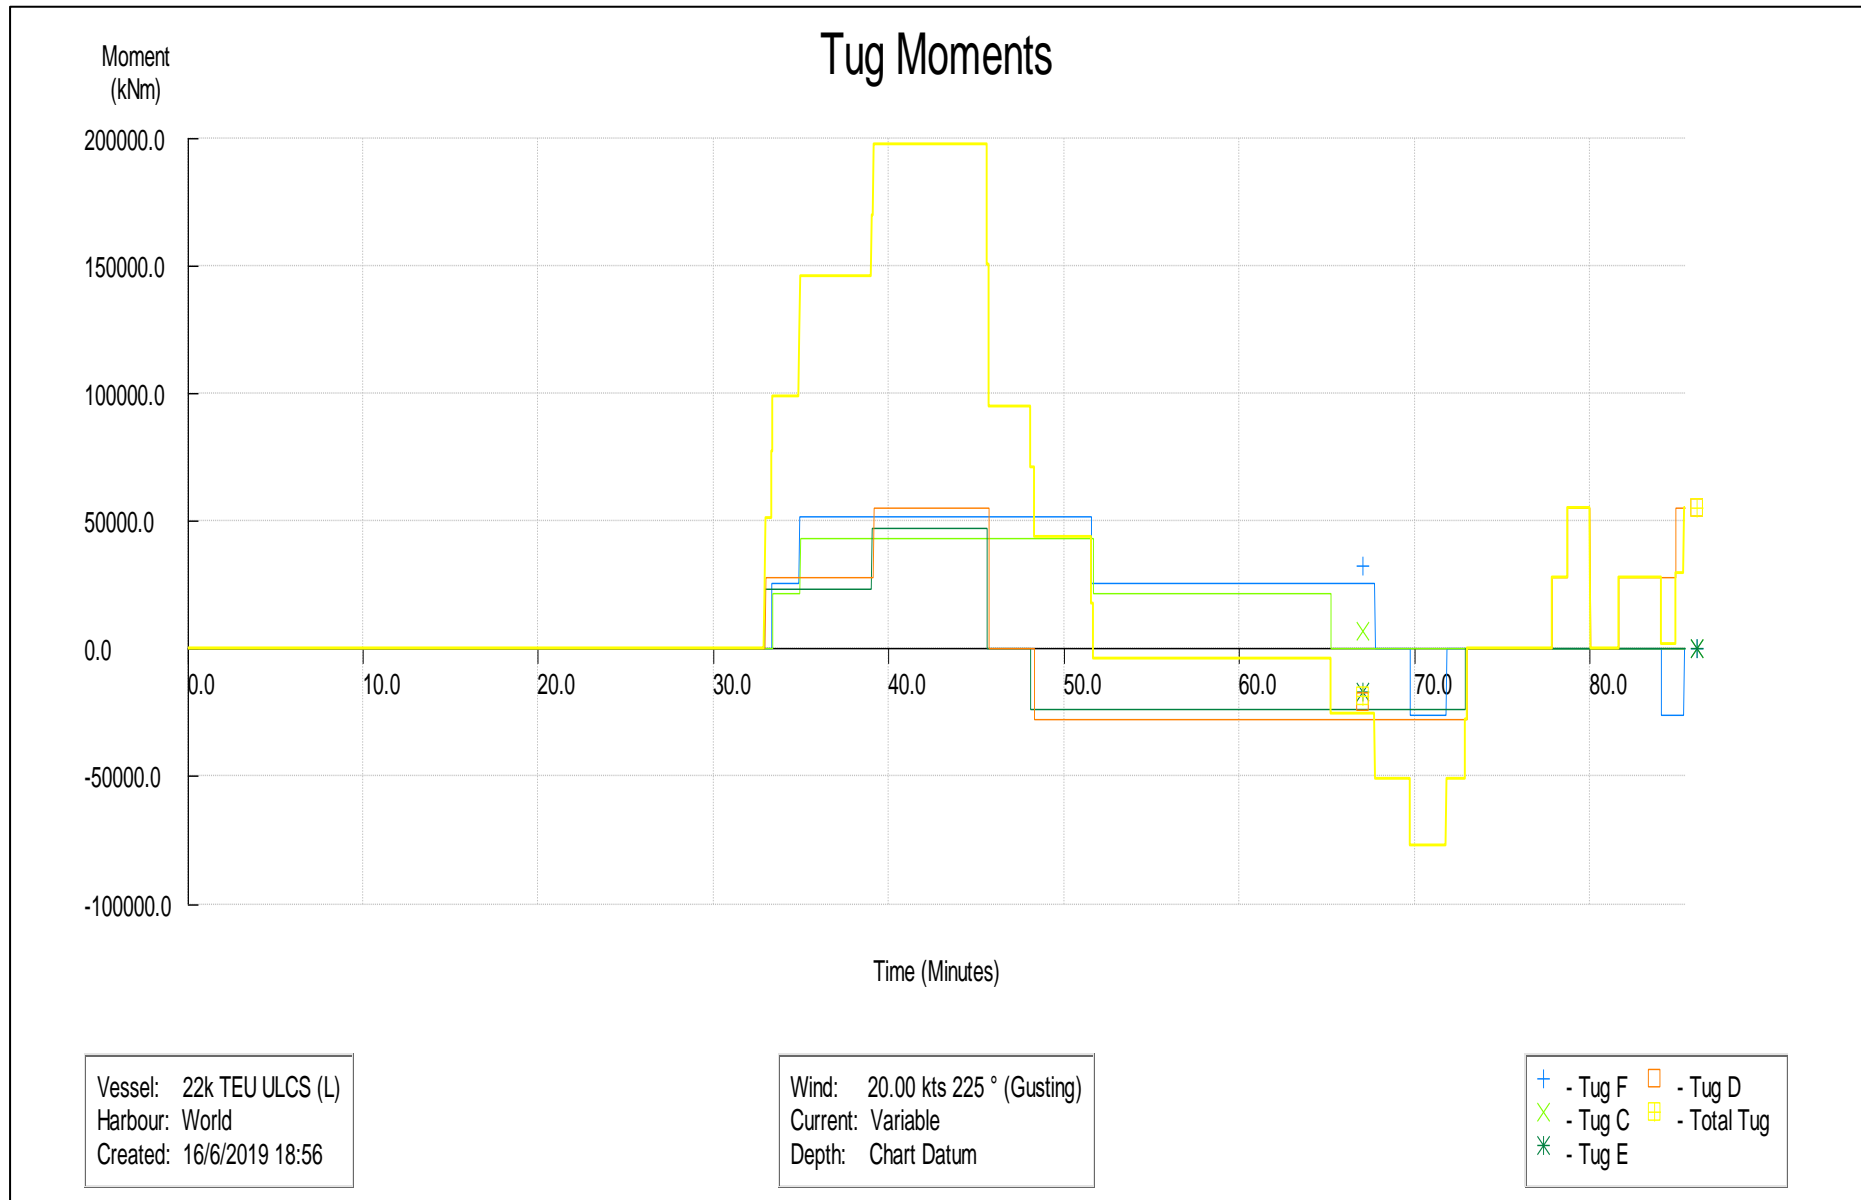 Tug Moments
Moment
(kNm)
200000.0
150000.0
100000.0
50000.0
0.0
-50000.0
-100000.0
0.0 10.0 20.0 30.0 40.0 50.0 60.0 70.0 80.0
Time (Minutes)
Vessel: 22k TEU ULCS (L)
Harbour: World
Created: 16/6/2019 18:56
Wind: 20.00 kts 225 ° (Gusting)
Current: Variable
Depth: Chart Datum
- Tug F - Tug D
- Tug C - Total Tug
- Tug E